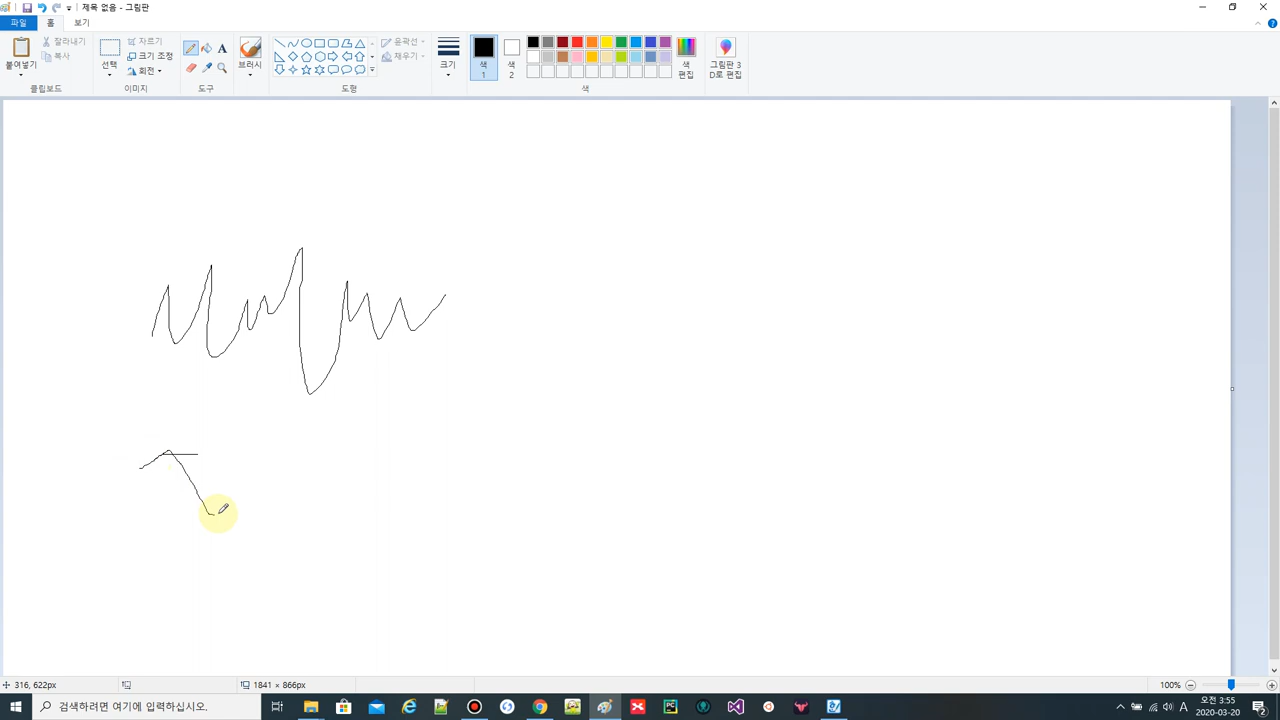 제목 없음 - 그림판
파일 홈 보기
붙여넣기 잘라내기 복사
선택 자르기 크기 조정 회전
브러시
윤곽선 채우기
크기
색 1
색 2
색 편집
그림판 3D로 편집
클립보드 이미지 도구 도형 색
316, 622px 1841 × 866px 100%
검색하려면 여기에 입력하십시오.
A 오전 3:55
2020-03-20 2